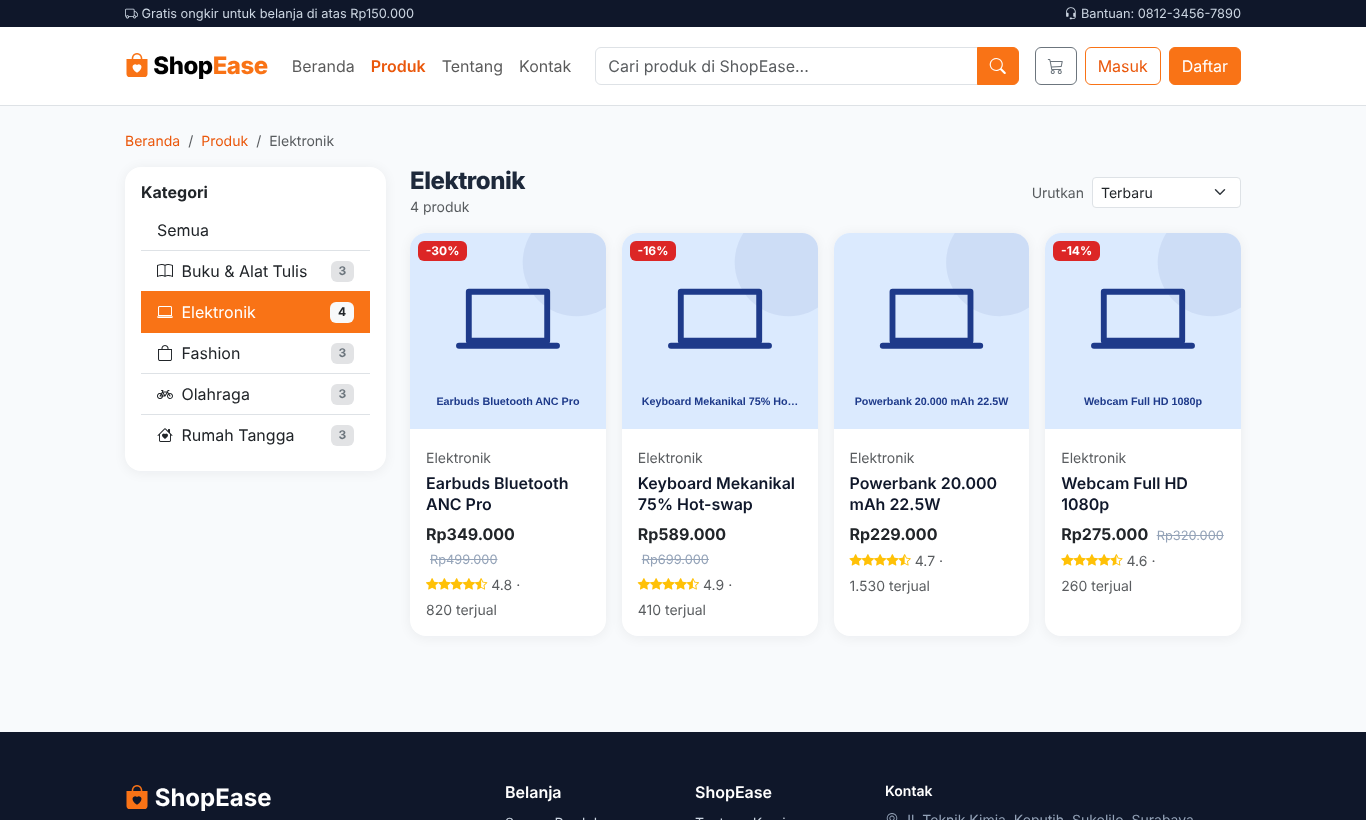 Gratis ongkir untuk belanja di atas Rp150.000
Bantuan: 0812-3456-7890
ShopEase
Beranda
Produk
Tentang
Kontak
Cari produk di ShopEase...
Masuk
Daftar
Beranda / Produk / Elektronik
Kategori
Semua
Buku & Alat Tulis 3
Elektronik 4
Fashion 3
Olahraga 3
Rumah Tangga 3
Elektronik
4 produk
Urutkan
Terbaru
-30%
Earbuds Bluetooth ANC Pro
Elektronik
Earbuds Bluetooth
ANC Pro
Rp349.000
Rp499.000
4.8 ·
820 terjual
-16%
Keyboard Mekanikal 75% Ho...
Elektronik
Keyboard Mekanikal
75% Hot-swap
Rp589.000
Rp699.000
4.9 ·
410 terjual
Powerbank 20.000 mAh 22.5W
Elektronik
Powerbank 20.000
mAh 22.5W
Rp229.000
4.7 ·
1.530 terjual
-14%
Webcam Full HD 1080p
Elektronik
Webcam Full HD
1080p
Rp275.000 Rp320.000
4.6 ·
260 terjual
ShopEase
Belanja
ShopEase
Kontak
Jl. Teknik Kimia, Keputih, Sukolilo, Surabaya